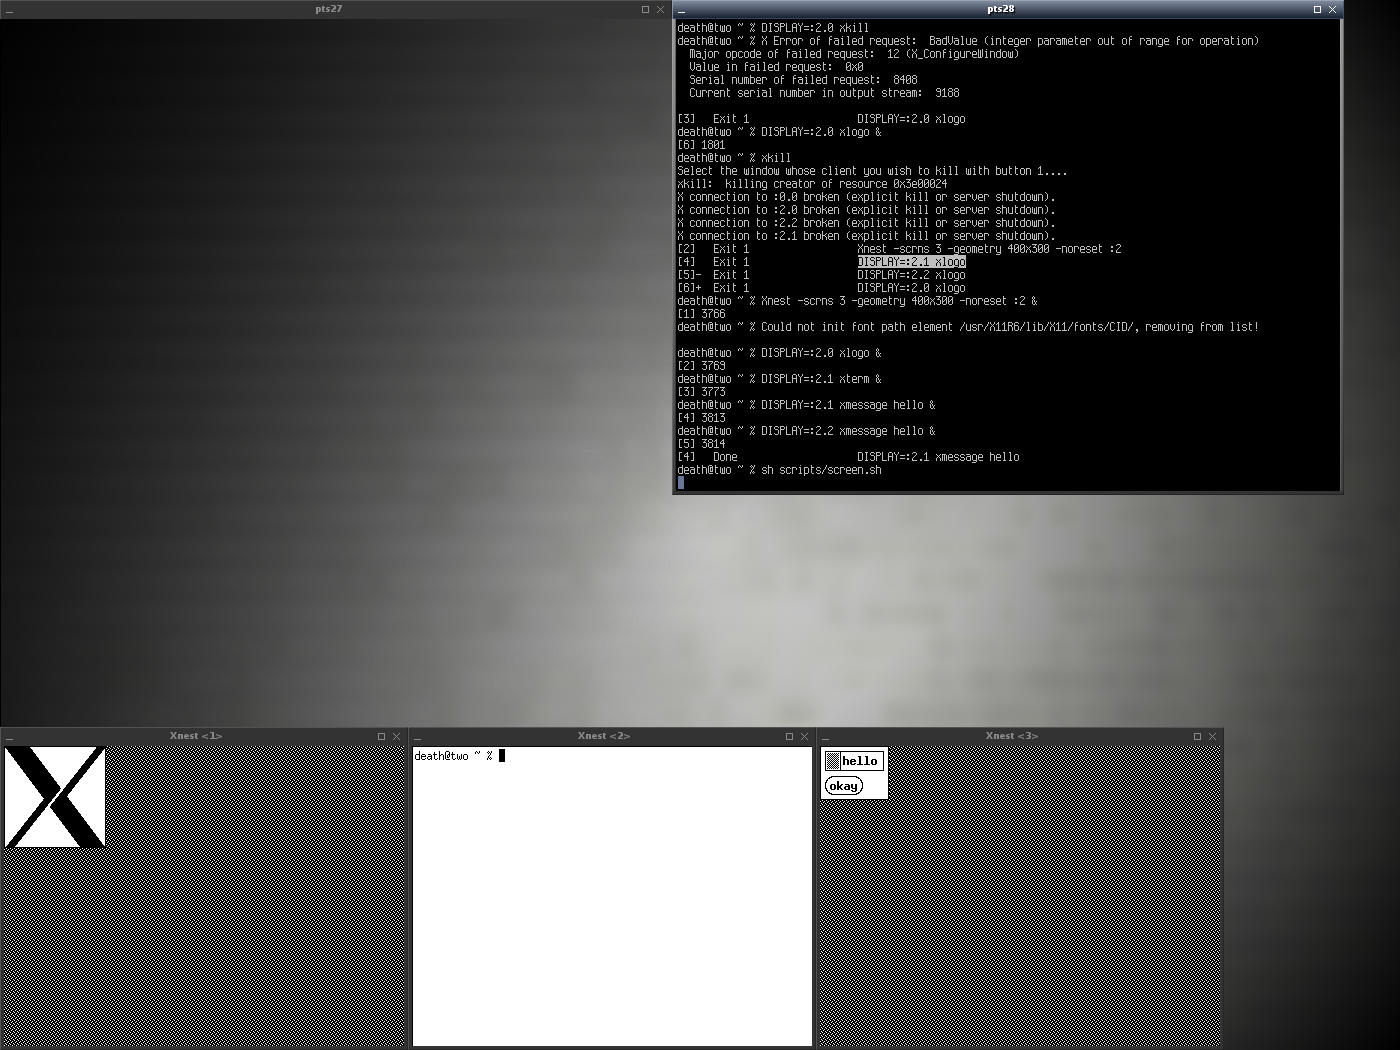 pts27
pts28
death@two ~ % DISPLAY=:2.0 xkill
death@two ~ % X Error of failed request:  BadValue (integer parameter out of range for operation)
  Major opcode of failed request:  12 (X_ConfigureWindow)
  Value in failed request:  0x0
  Serial number of failed request:  8408
  Current serial number in output stream:  9188
[3]   Exit 1                  DISPLAY=:2.0 xlogo
death@two ~ % DISPLAY=:2.0 xlogo &
[6] 1801
death@two ~ % xkill
Select the window whose client you wish to kill with button 1....
xkill:  killing creator of resource 0x3e00024
X connection to :0.0 broken (explicit kill or server shutdown).
X connection to :2.0 broken (explicit kill or server shutdown).
X connection to :2.2 broken (explicit kill or server shutdown).
X connection to :2.1 broken (explicit kill or server shutdown).
[2]   Exit 1                  Xnest -scrns 3 -geometry 400x300 -noreset :2
[4]   Exit 1                  DISPLAY=:2.1 xlogo
[5]-  Exit 1                  DISPLAY=:2.2 xlogo
[6]+  Exit 1                  DISPLAY=:2.0 xlogo
death@two ~ % Xnest -scrns 3 -geometry 400x300 -noreset :2 &
[1] 3766
death@two ~ % Could not init font path element /usr/X11R6/lib/X11/fonts/CID/, removing from list!
death@two ~ % DISPLAY=:2.0 xlogo &
[2] 3769
death@two ~ % DISPLAY=:2.1 xterm &
[3] 3773
death@two ~ % DISPLAY=:2.1 xmessage hello &
[4] 3813
death@two ~ % DISPLAY=:2.2 xmessage hello &
[5] 3814
[4]   Done                    DISPLAY=:2.1 xmessage hello
death@two ~ % sh scripts/screen.sh
Xnest <1>
Xnest <2>
death@two ~ %
Xnest <3>
hello
okay